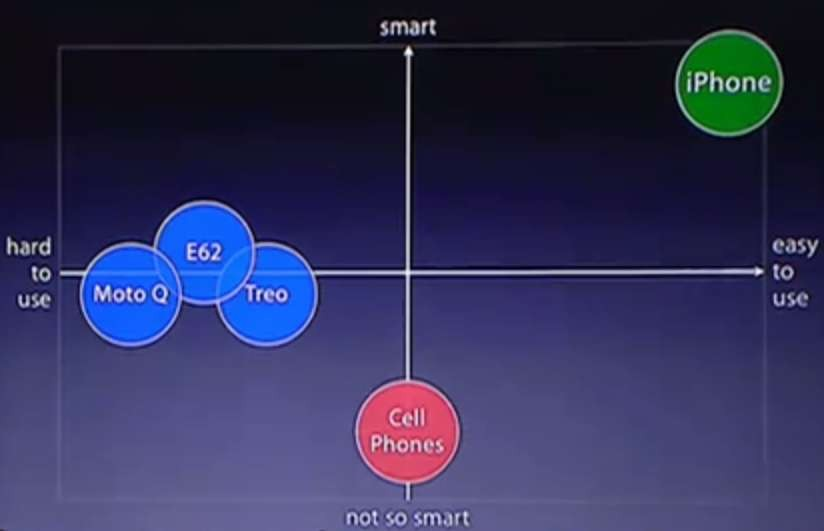 smart
iPhone
hard
to
use
E62
Moto Q
Treo
easy
to
use
Cell
Phones
not so smart